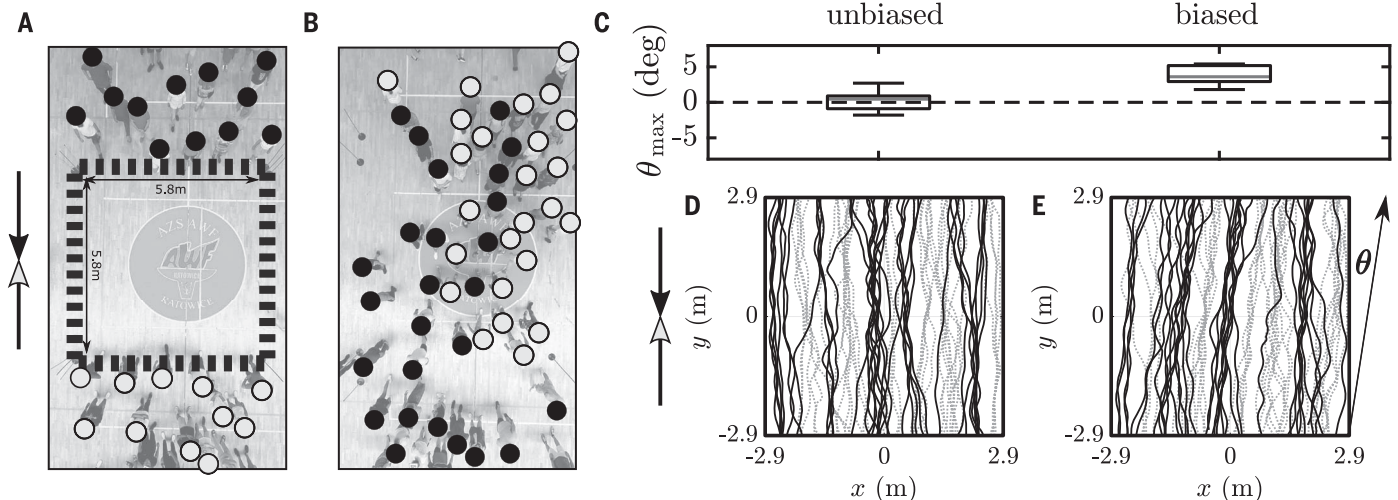 A
B
C
unbiased
biased
θmax (deg)
5
0
-5
5.8m
5.8m
AZS AWF
KATOWICE
D
E
2.9
0
-2.9
y (m)
-2.9
0
2.9
x (m)
2.9
0
-2.9
y (m)
-2.9
0
2.9
x (m)
θ